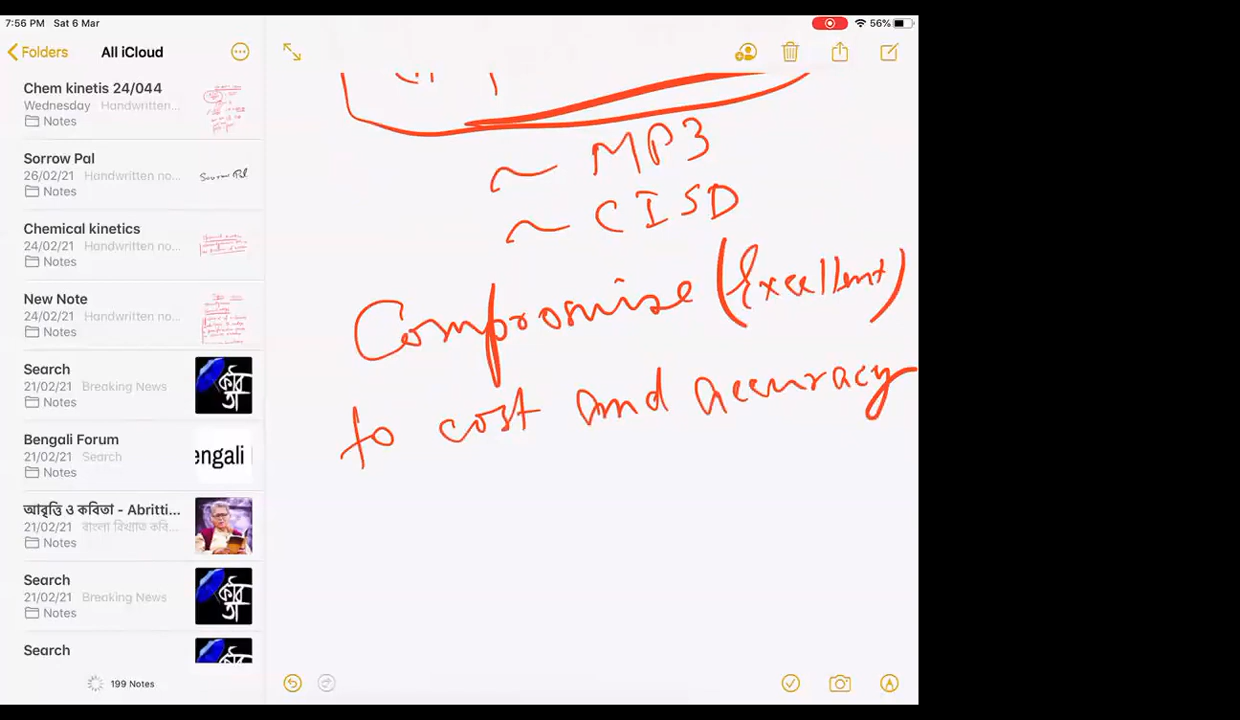 7:56 PM Sat 6 Mar
56%
Folders
All iCloud
Chem kinetis 24/044
Wednesday Handwritten...
Notes
Sorrow Pal
26/02/21 Handwritten no...
Notes
Sorrow Pal
Chemical kinetics
24/02/21 Handwritten no...
Notes
New Note
24/02/21 Handwritten no...
Notes
Search
21/02/21 Breaking News
Notes
Bengali Forum
21/02/21 Search
Notes
engali
আবৃত্তি ও কবিতা - Abritti...
21/02/21 বাংলা বিখ্যাত কবি...
Notes
Search
21/02/21 Breaking News
Notes
Search
199 Notes
~ MP3
~ CISD
Compromise (Excellent)
to cost and accuracy